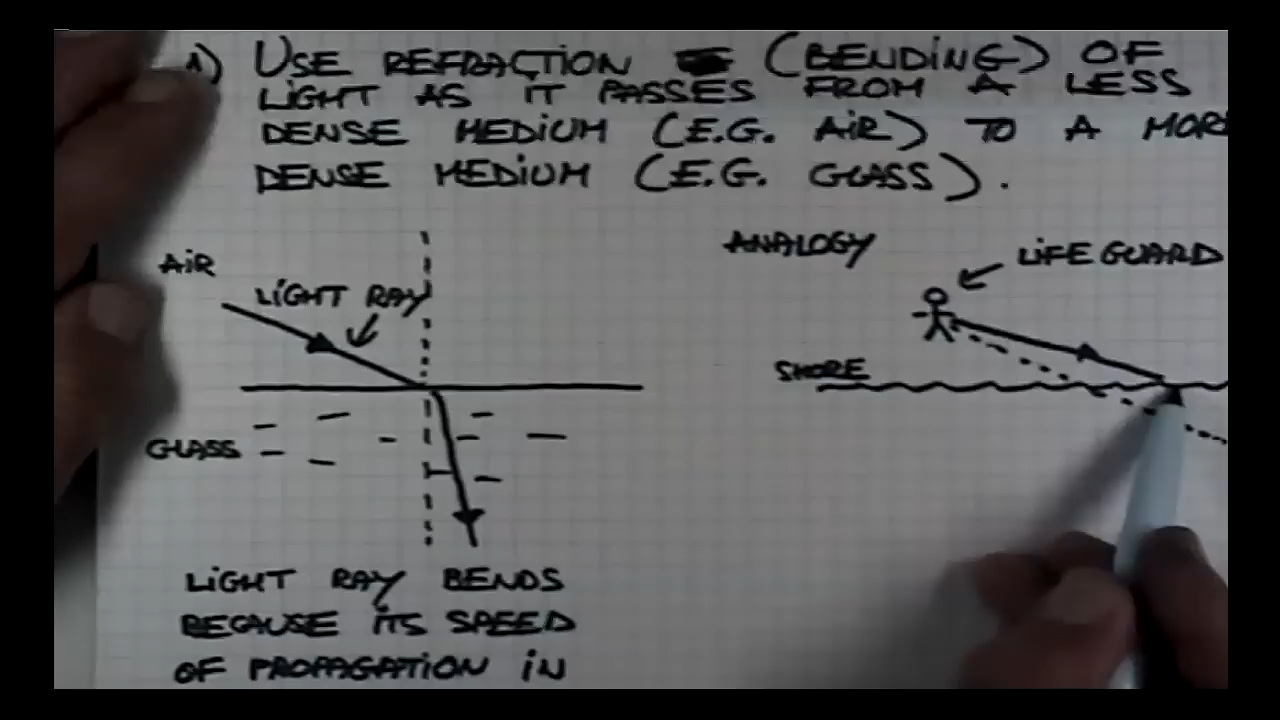 1) USE REFRACTION (BENDING) OF
LIGHT AS IT PASSES FROM A LESS
DENSE MEDIUM (E.G. AIR) TO A MOR
DENSE MEDIUM (E.G. GLASS).
ANALOGY
LIFE GUARD
AIR
LIGHT RAY
SHORE
GLASS
LIGHT RAY BENDS
BECAUSE ITS SPEED
OF PROPAGATION IN